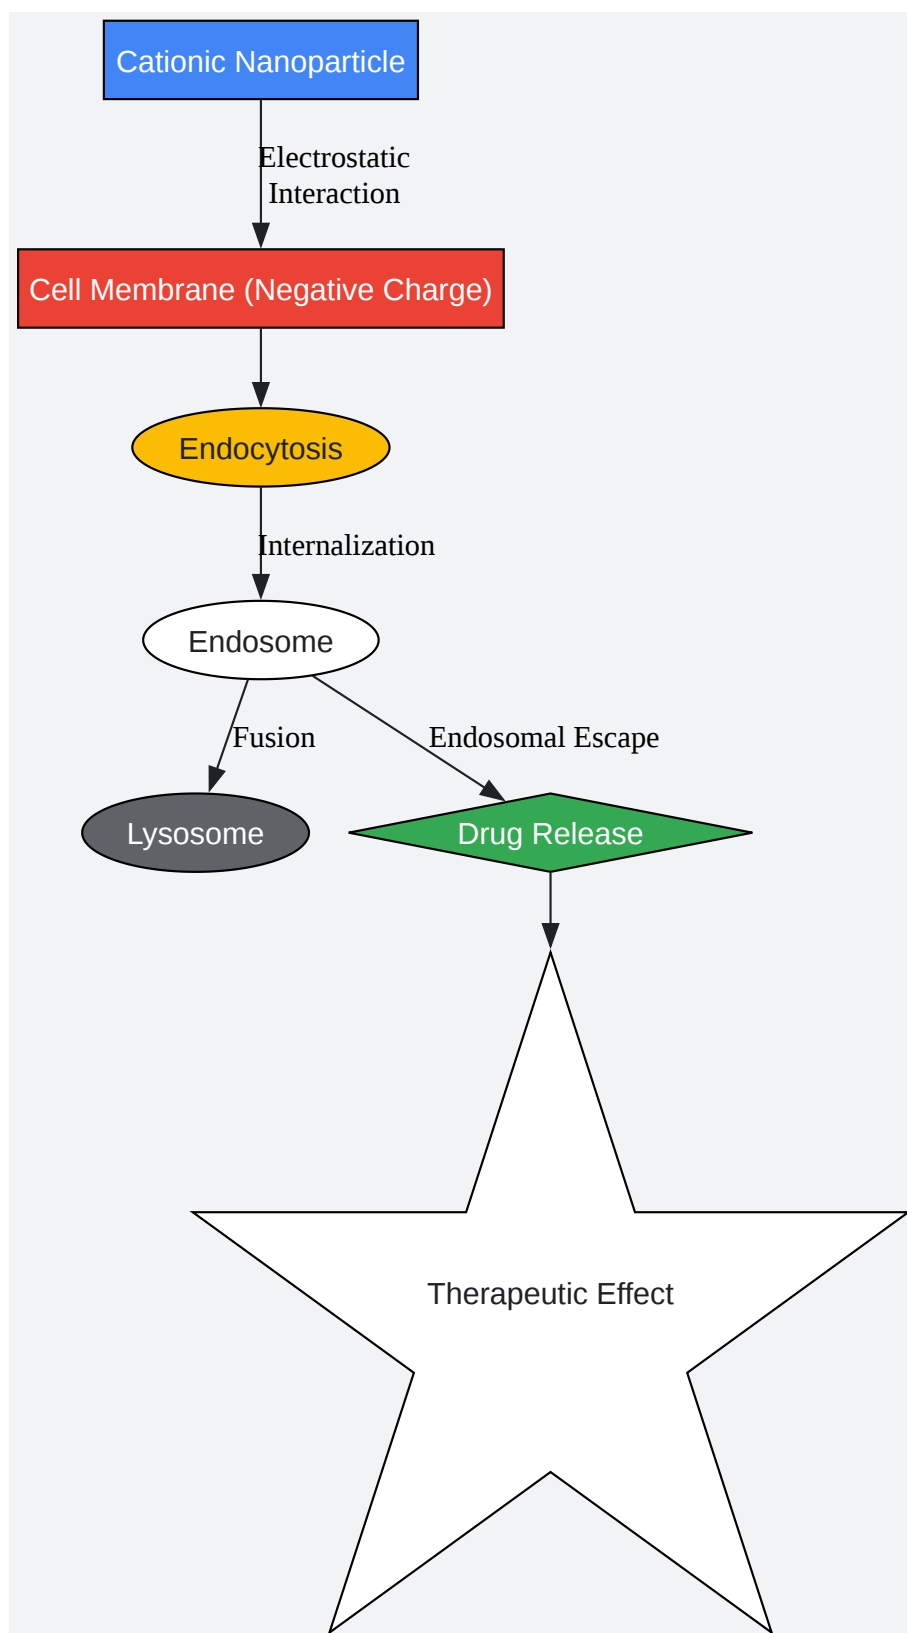 Cationic Nanoparticle
Electrostatic
Interaction
Cell Membrane (Negative Charge)
Endocytosis
Internalization
Endosome
Fusion
Endosomal Escape
Lysosome
Drug Release
Therapeutic Effect